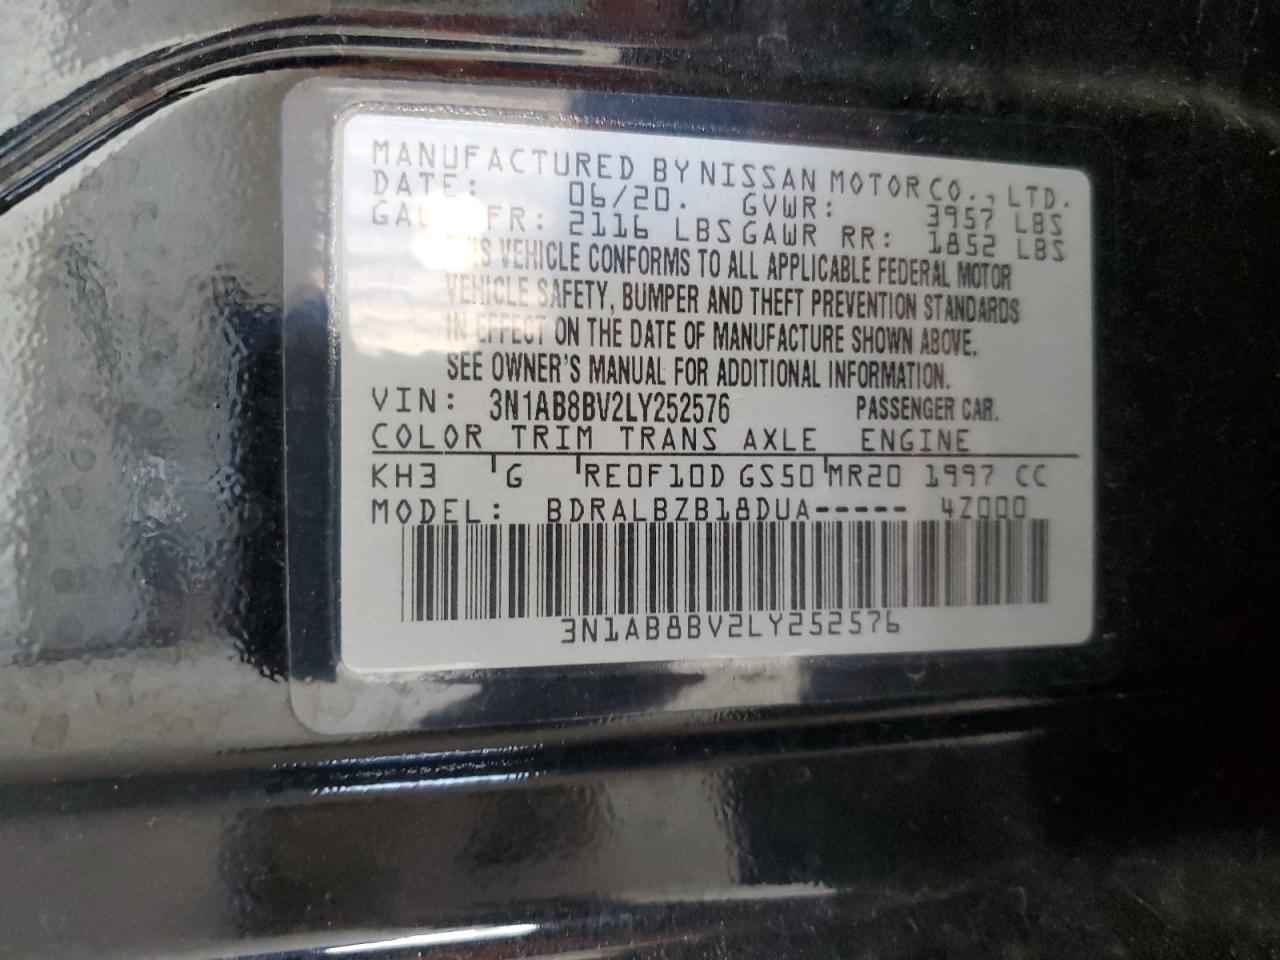 MANUFACTURED BY NISSAN MOTOR CO., LTD.
DATE: 06/20. GVWR: 3957 LBS
GAWR FR: 2116 LBS GAWR RR: 1852 LBS
THIS VEHICLE CONFORMS TO ALL APPLICABLE FEDERAL MOTOR
VEHICLE SAFETY, BUMPER AND THEFT PREVENTION STANDARDS
IN EFFECT ON THE DATE OF MANUFACTURE SHOWN ABOVE.
SEE OWNER'S MANUAL FOR ADDITIONAL INFORMATION.
VIN: 3N1AB8BV2LY252576 PASSENGER CAR.
COLOR TRIM TRANS AXLE ENGINE
KH3 G RE0F10D GS50 MR20 1997 CC
MODEL: BDRALBZB18DUA----- 4Z000
3N1AB8BV2LY252576